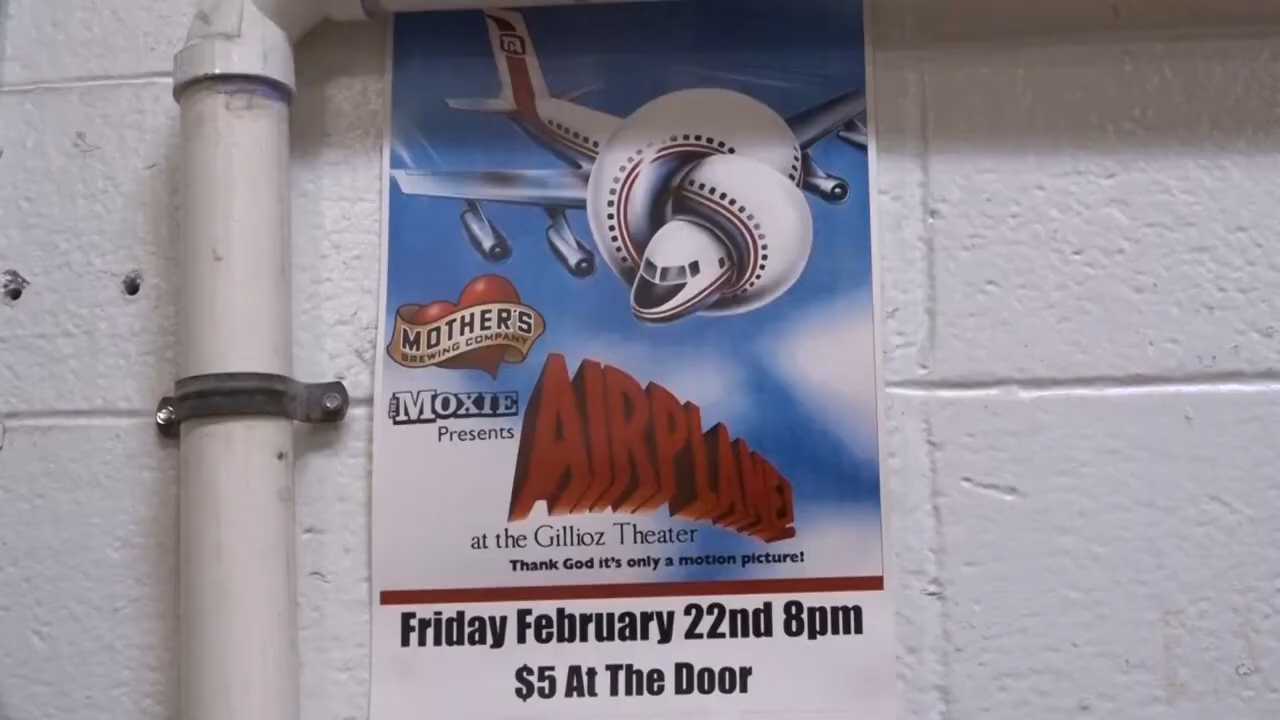 MOTHER'S
BREWING COMPANY
THE MOXIE
Presents
AIRPLANE!
at the Gillioz Theater
Thank God it's only a motion picture!
Friday February 22nd 8pm
$5 At The Door